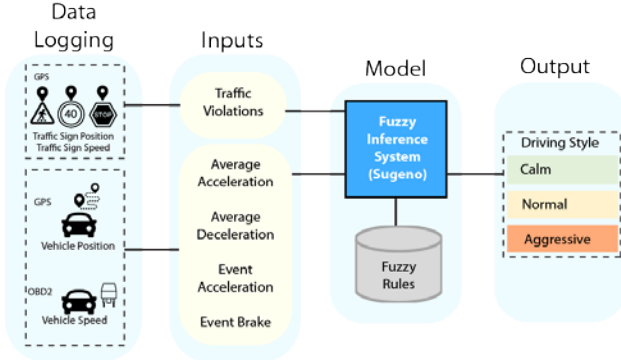 Data
Logging
Inputs
Model
Output
GPS
40
STOP
Traffic Sign Position
Traffic Sign Speed
GPS
Vehicle Position
OBD2
Vehicle Speed
Traffic
Violations
Average
Acceleration
Average
Deceleration
Event
Acceleration
Event Brake
Fuzzy
Inference
System
(Sugeno)
Fuzzy
Rules
Driving Style
Calm
Normal
Aggressive